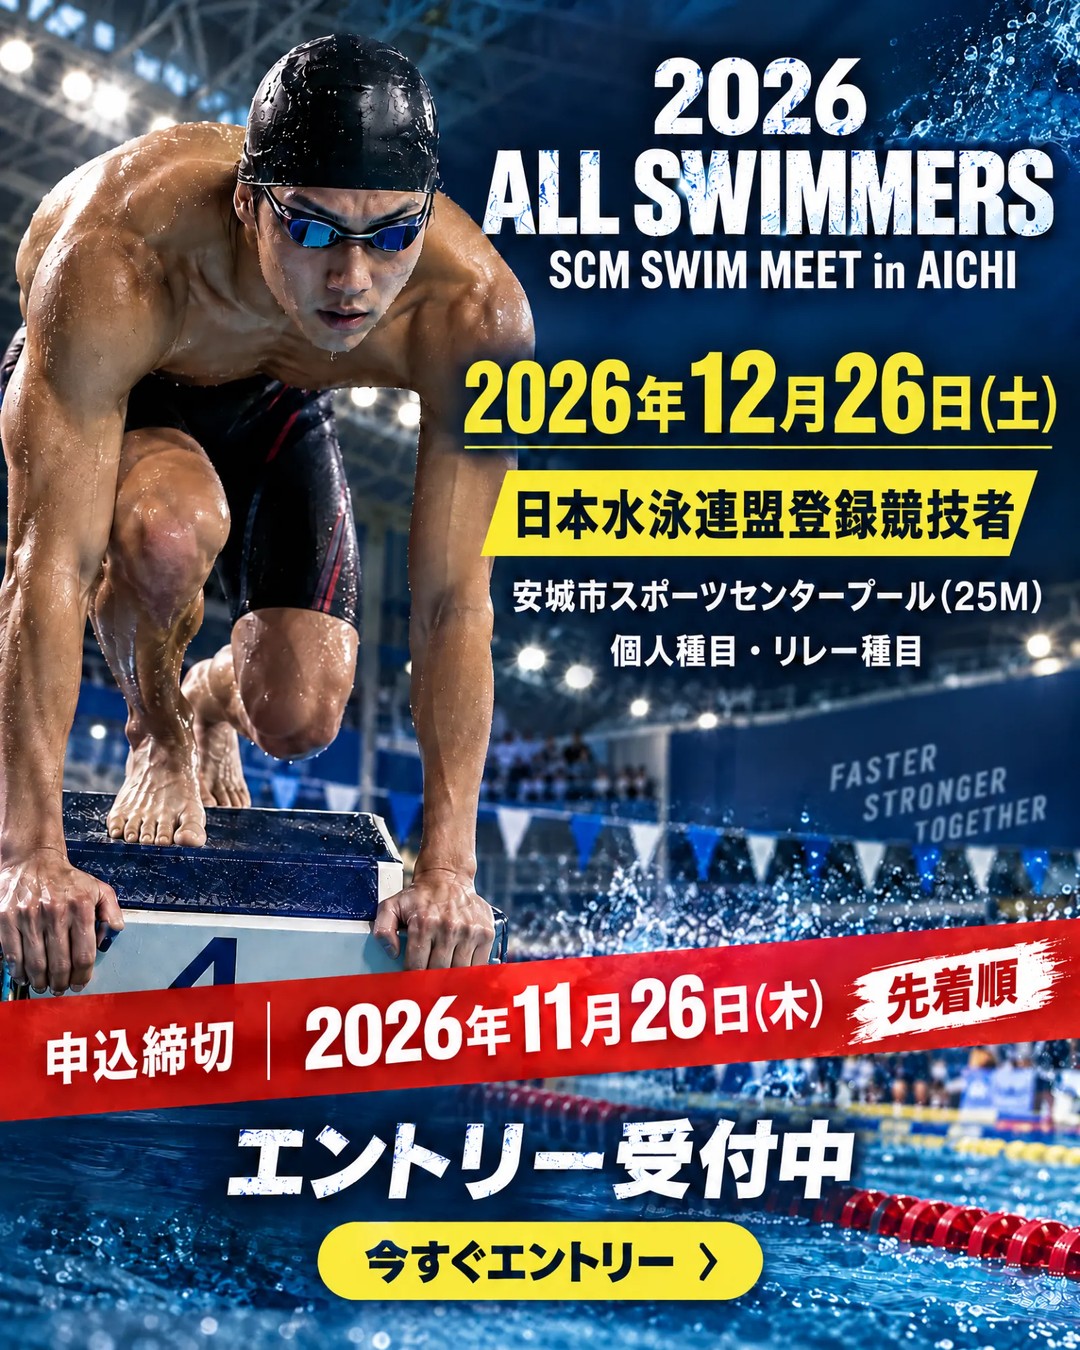 2026
ALL SWIMMERS
SCM SWIM MEET in AICHI
2026年12月26日(土)
日本水泳連盟登録競技者
安城市スポーツセンタープール(25M)
個人種目・リレー種目
FASTER
STRONGER
TOGETHER
4
申込締切 2026年11月26日(木) 先着順
エントリー受付中
今すぐエントリー 〉